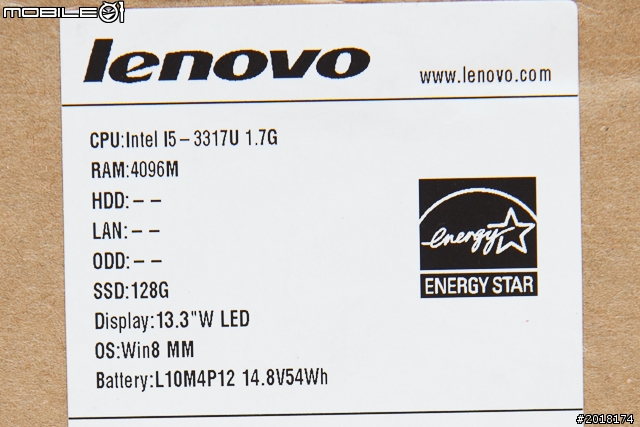 MOBILE01
lenovo
www.lenovo.com
CPU:Intel I5-3317U 1.7G
RAM:4096M
HDD:--
LAN:--
ODD:--
SSD:128G
Display:13.3"W LED
OS:Win8 MM
Battery:L10M4P12 14.8V54Wh
energy
ENERGY STAR
#2018174